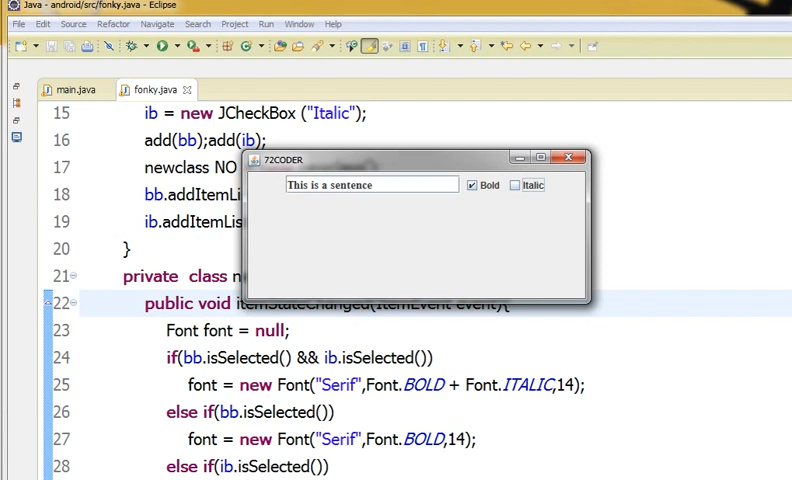 Java - android/src/fonky.java - Eclipse
File Edit Source Refactor Navigate Search Project Run Window Help
main.java fonky.java
15 ib = new JCheckBox ("Italic");
16 add(bb);add(ib);
17 newclass NO
18 bb.addItemLis
19 ib.addItemLis
20 }
21 private class n
72CODER
This is a sentence Bold Italic
22 public void itemStateChanged(ItemEvent event){
23 Font font = null;
24 if(bb.isSelected() && ib.isSelected())
25 font = new Font("Serif",Font.BOLD + Font.ITALIC,14);
26 else if(bb.isSelected())
27 font = new Font("Serif",Font.BOLD,14);
28 else if(ib.isSelected())